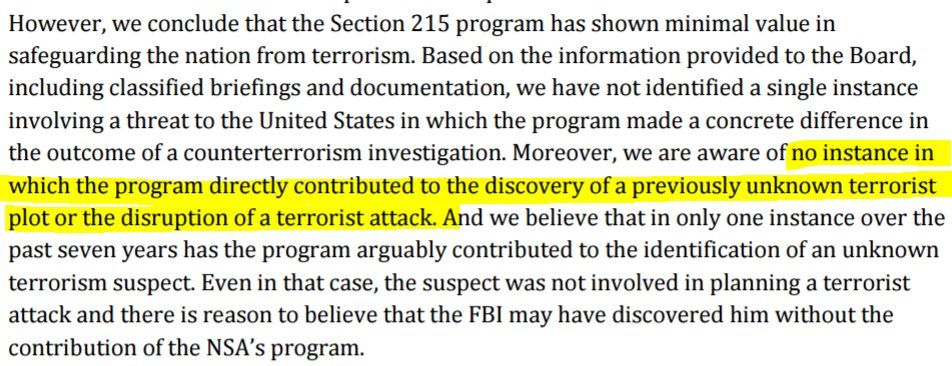 However, we conclude that the Section 215 program has shown minimal value in
safeguarding the nation from terrorism. Based on the information provided to the Board,
including classified briefings and documentation, we have not identified a single instance
involving a threat to the United States in which the program made a concrete difference in
the outcome of a counterterrorism investigation. Moreover, we are aware of no instance in
which the program directly contributed to the discovery of a previously unknown terrorist
plot or the disruption of a terrorist attack. And we believe that in only one instance over the
past seven years has the program arguably contributed to the identification of an unknown
terrorism suspect. Even in that case, the suspect was not involved in planning a terrorist
attack and there is reason to believe that the FBI may have discovered him without the
contribution of the NSA’s program.